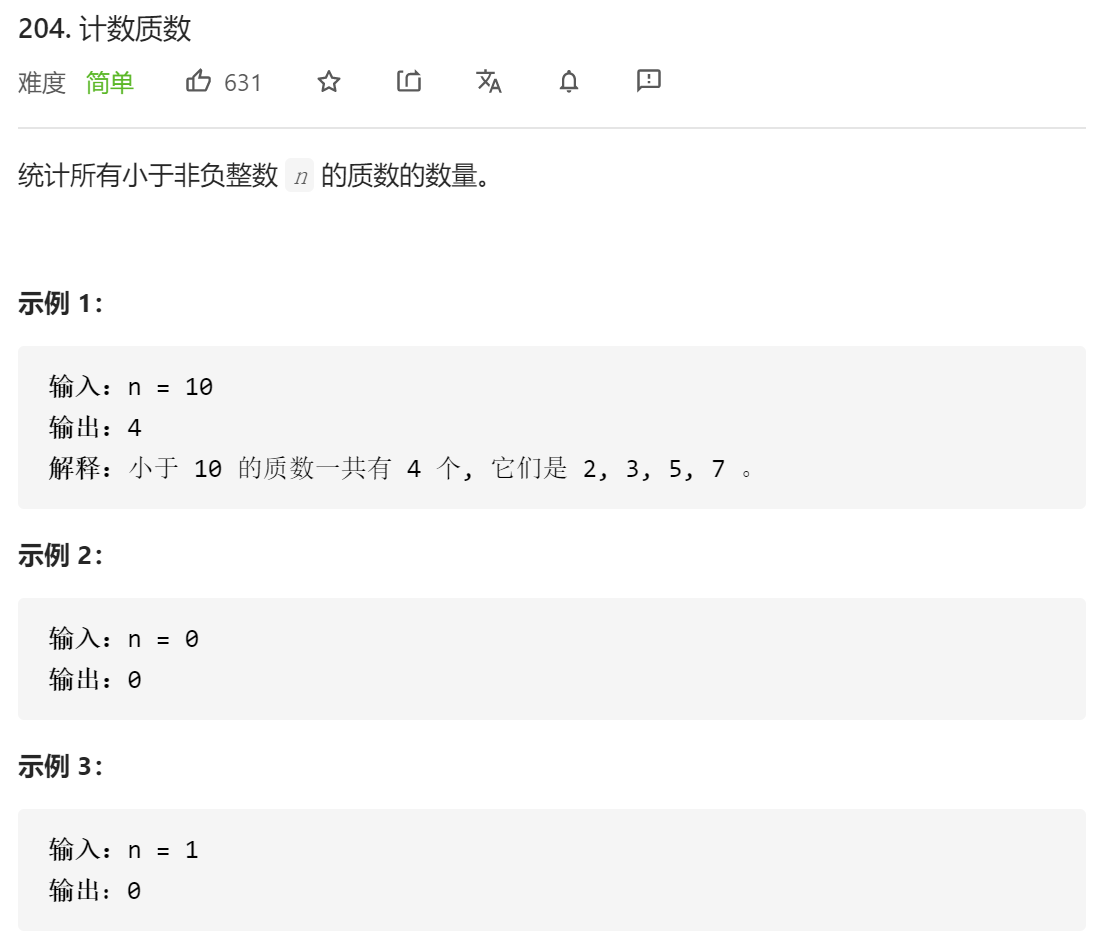 204. 计数质数
难度 简单 631
统计所有小于非负整数 n 的质数的数量。
示例 1：
输入：n = 10
输出：4
解释：小于 10 的质数一共有 4 个, 它们是 2, 3, 5, 7 。
示例 2：
输入：n = 0
输出：0
示例 3：
输入：n = 1
输出：0